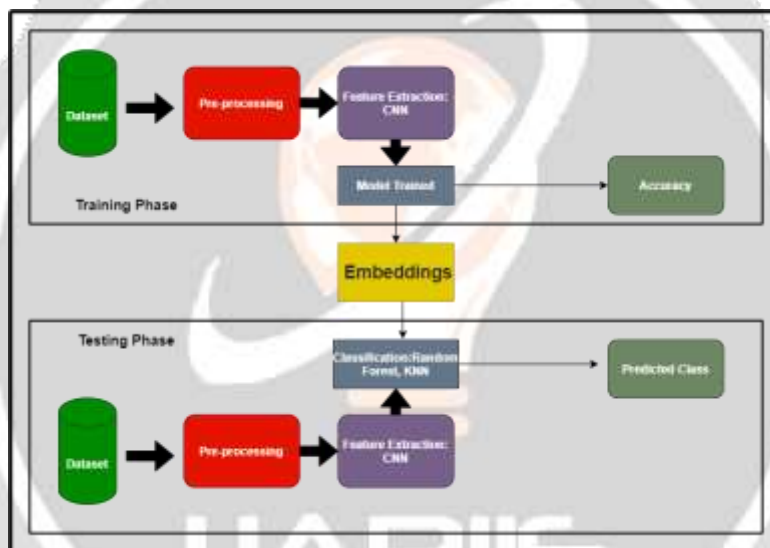 Dataset
Pre-processing
Feature Extraction:
CNN
Model Trained
Accuracy
Training Phase
Embeddings
Testing Phase
Classification:Random
Forest, KNN
Predicted Class
Dataset
Pre-processing
Feature Extraction:
CNN